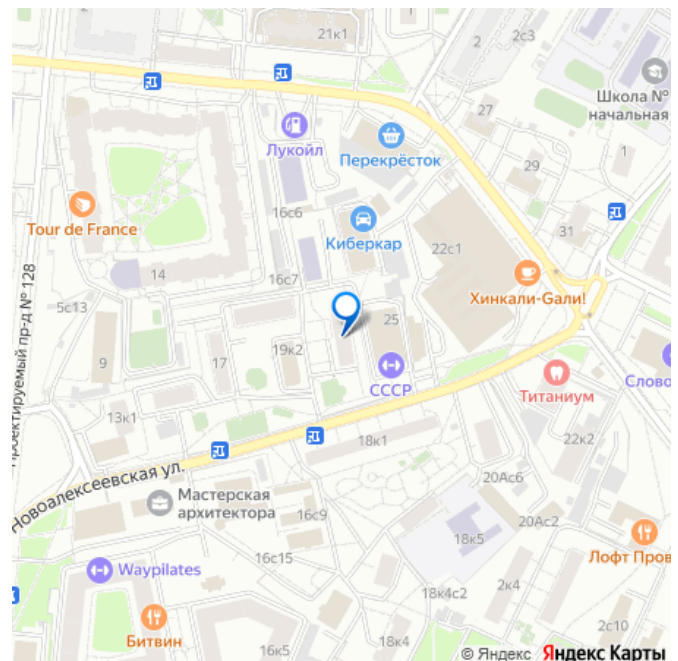 21к1
2
2с3
Школа №
начальная
Лукойл
27
Перекрёсток
29
1
Tour de France
16с6
Киберкар
31
22с1
14
16с7
Хинкали-Gали!
5с13
25
Проектируемый пр-д № 128
9
17
19к2
СССР
Титаниум
Слово
13к1
18к1
22к2
Новоалексеевская ул.
20Ас6
Мастерская
архитектора
16с9
20Ас2
18к5
Лофт Пров
16с15
Waypilates
2к4
18к4с2
2с10
Битвин
16к5
18к4
© Яндекс Яндекс Карты